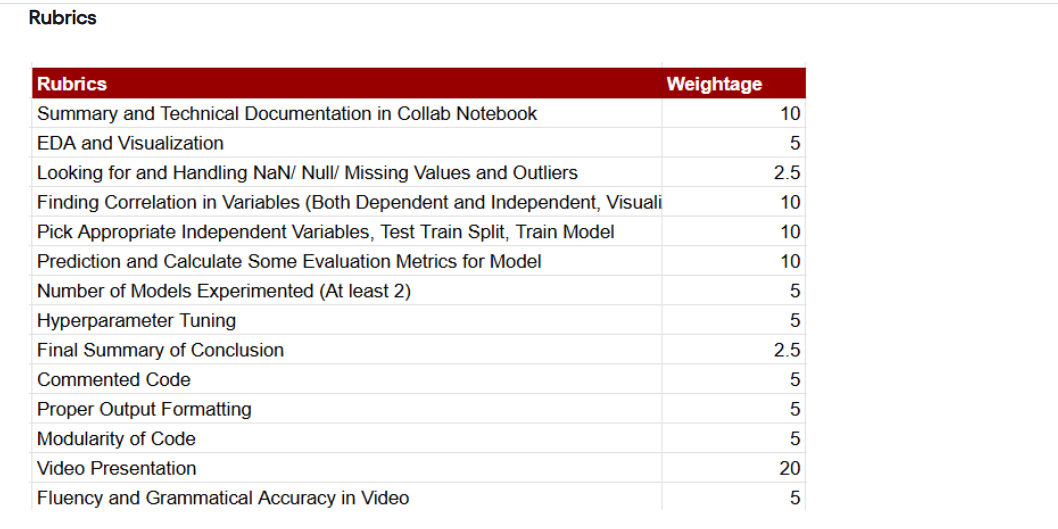 Rubrics
Rubrics Weightage
Summary and Technical Documentation in Collab Notebook 10
EDA and Visualization 5
Looking for and Handling NaN/ Null/ Missing Values and Outliers 2.5
Finding Correlation in Variables (Both Dependent and Independent, Visuali 10
Pick Appropriate Independent Variables, Test Train Split, Train Model 10
Prediction and Calculate Some Evaluation Metrics for Model 10
Number of Models Experimented (At least 2) 5
Hyperparameter Tuning 5
Final Summary of Conclusion 2.5
Commented Code 5
Proper Output Formatting 5
Modularity of Code 5
Video Presentation 20
Fluency and Grammatical Accuracy in Video 5